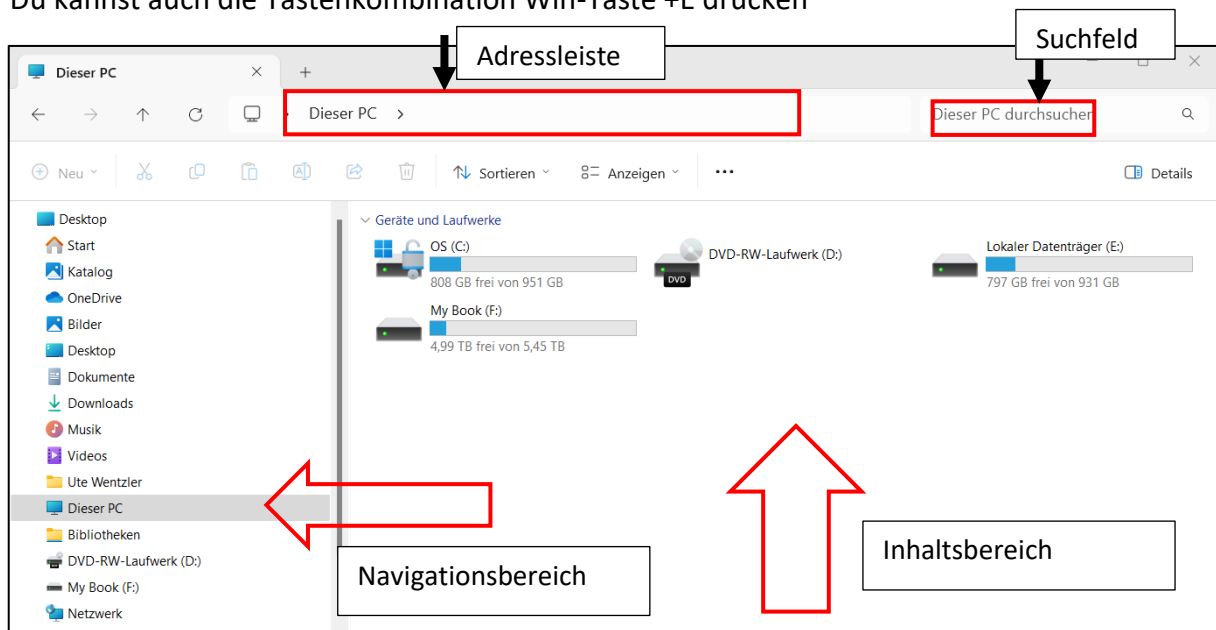 Du kannst auch die Tastenkombination Win-Taste +E drücken
Adressleiste
Suchfeld
Dieser PC
Dieser PC
Dieser PC durchsuchen
Neu
Sortieren
Anzeigen
Details
Desktop
Start
Katalog
OneDrive
Bilder
Desktop
Dokumente
Downloads
Musik
Videos
Ute Wentzler
Dieser PC
Bibliotheken
DVD-RW-Laufwerk (D:)
My Book (F:)
Netzwerk
Geräte und Laufwerke
OS (C:)
808 GB frei von 951 GB
DVD
DVD-RW-Laufwerk (D:)
Lokaler Datenträger (E:)
797 GB frei von 931 GB
My Book (F:)
4,99 TB frei von 5,45 TB
Navigationsbereich
Inhaltsbereich